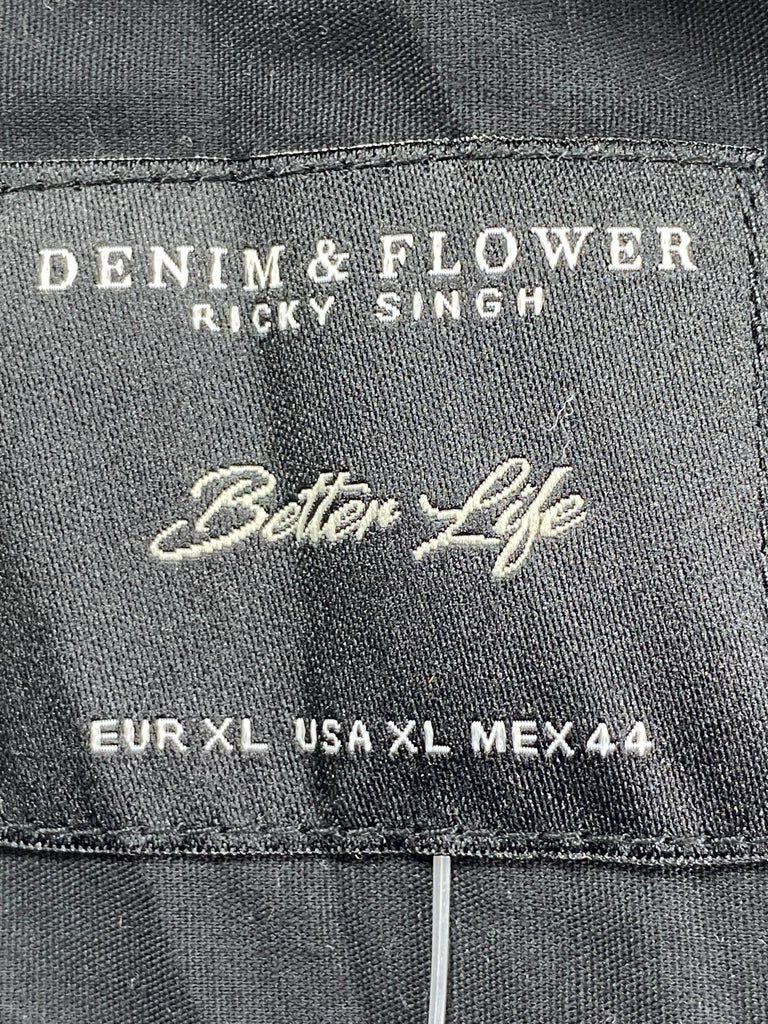 DENIM & FLOWER
RICKY SINGH
Better Life
EUR XL USA XL MEX 44